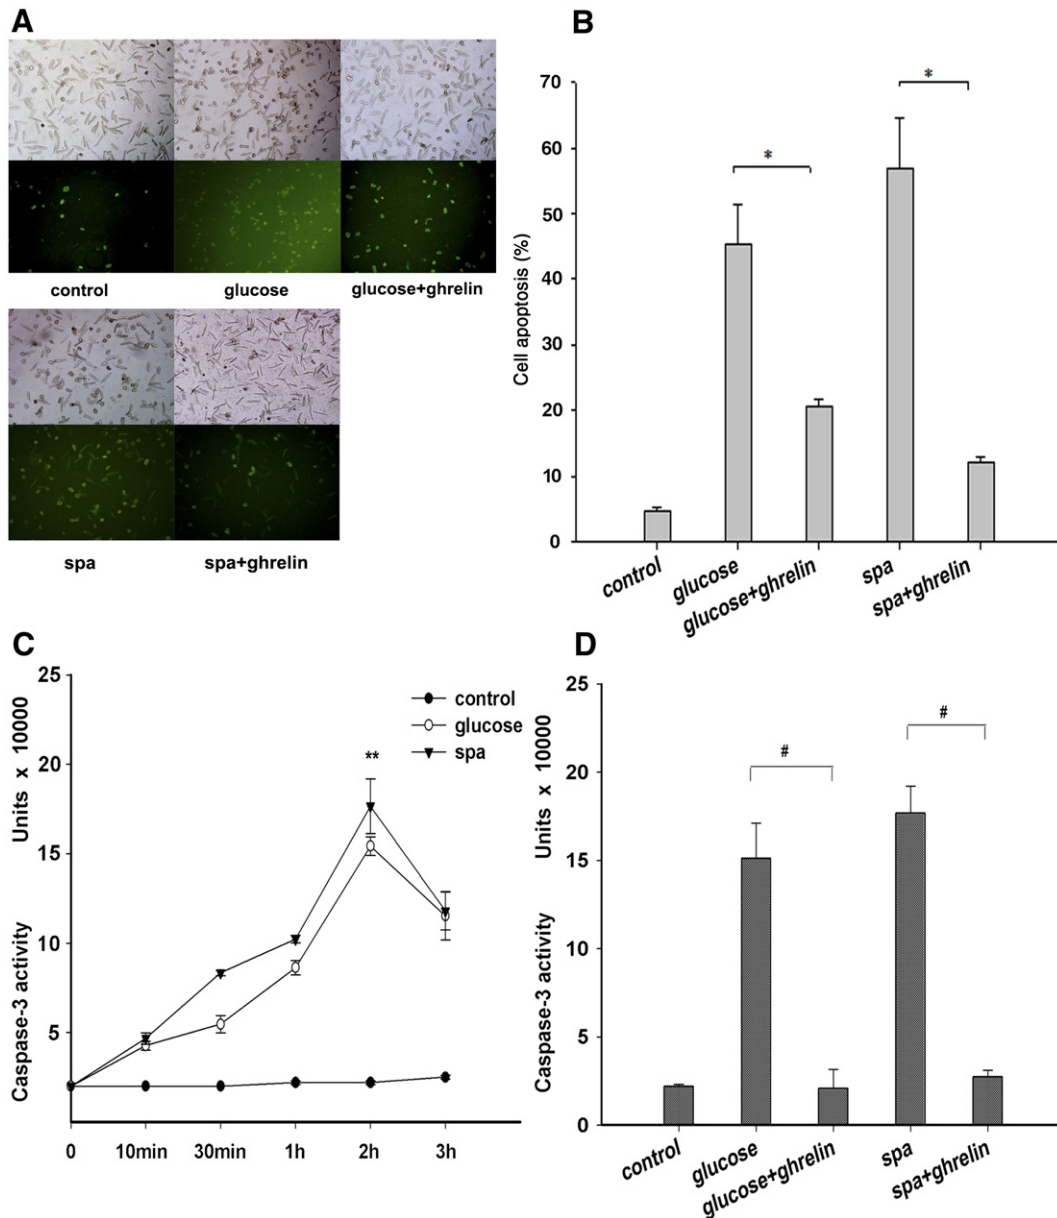 A
control
glucose
glucose+ghrelin
spa
spa+ghrelin
B
Cell apoptosis (%)
70
60
50
40
30
20
10
0
*
*
control
glucose
glucose+ghrelin
spa
spa+ghrelin
C
Caspase-3 activity Units x 10000
25
20
15
10
5
control
glucose
spa
**
0
10min
30min
1h
2h
3h
D
Caspase-3 activity Units x 10000
25
20
15
10
5
0
#
#
control
glucose
glucose+ghrelin
spa
spa+ghrelin